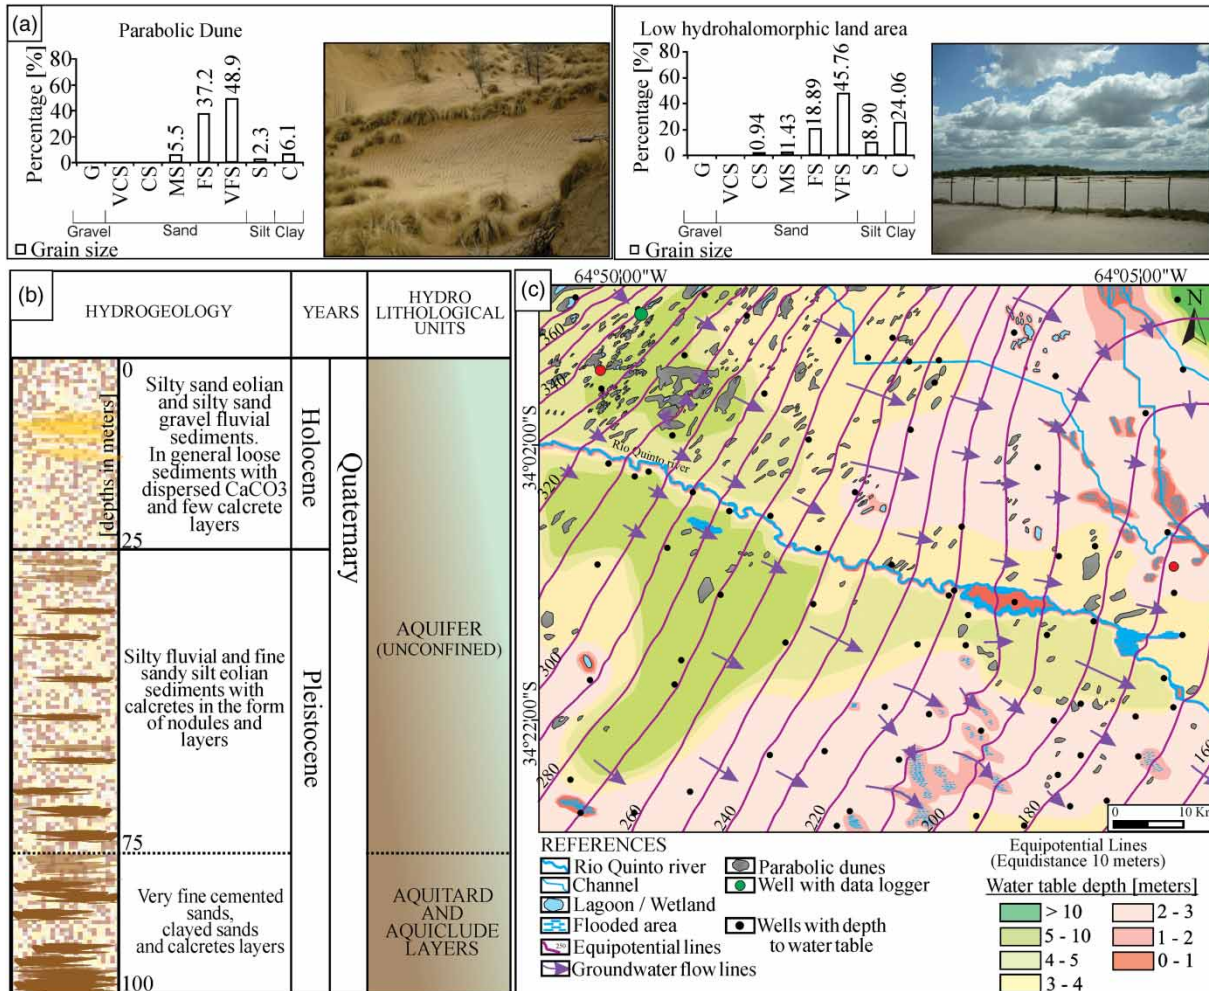 (a)
Parabolic Dune
Percentage [%]
80
60
40
20
0
5.5
37.2
48.9
2.3
6.1
G
VCS
CS
MS
FS
VFS
S
C
Gravel
Sand
Silt
Clay
Grain size
Low hydrohalomorphic land area
Percentage [%]
80
60
40
20
0
0.94
1.43
18.89
45.76
8.90
24.06
G
VCS
CS
MS
FS
VFS
S
C
Gravel
Sand
Silt
Clay
Grain size
(b)
HYDROGEOLOGY
YEARS
HYDRO
LITHOLOGICAL
UNITS
0
[depths in meters]
25
75
100
Silty sand eolian
and silty sand
gravel fluvial
sediments.
In general loose
sediments with
dispersed CaCO3
and few calcrete
layers
Silty fluvial and fine
sandy silt eolian
sediments with
calcretes in the form
of nodules and
layers
Very fine cemented
sands,
clayed sands
and calcretes layers
Holocene
Pleistocene
Quaternary
AQUIFER
(UNCONFINED)
AQUITARD
AND
AQUICLUDE
LAYERS
(c)
64°50'00"W
64°05'00"W
N
34°02'00"S
34°22'00"S
360
340
320
300
280
260
240
220
200
180
160
Rio Quinto river
0
10 Km
REFERENCES
Rio Quinto river
Channel
Lagoon / Wetland
Flooded area
250
Equipotential lines
Groundwater flow lines
Parabolic dunes
Well with data logger
Wells with depth
to water table
Equipotential Lines
(Equidistance 10 meters)
Water table depth [meters]
> 10
5 - 10
4 - 5
3 - 4
2 - 3
1 - 2
0 - 1